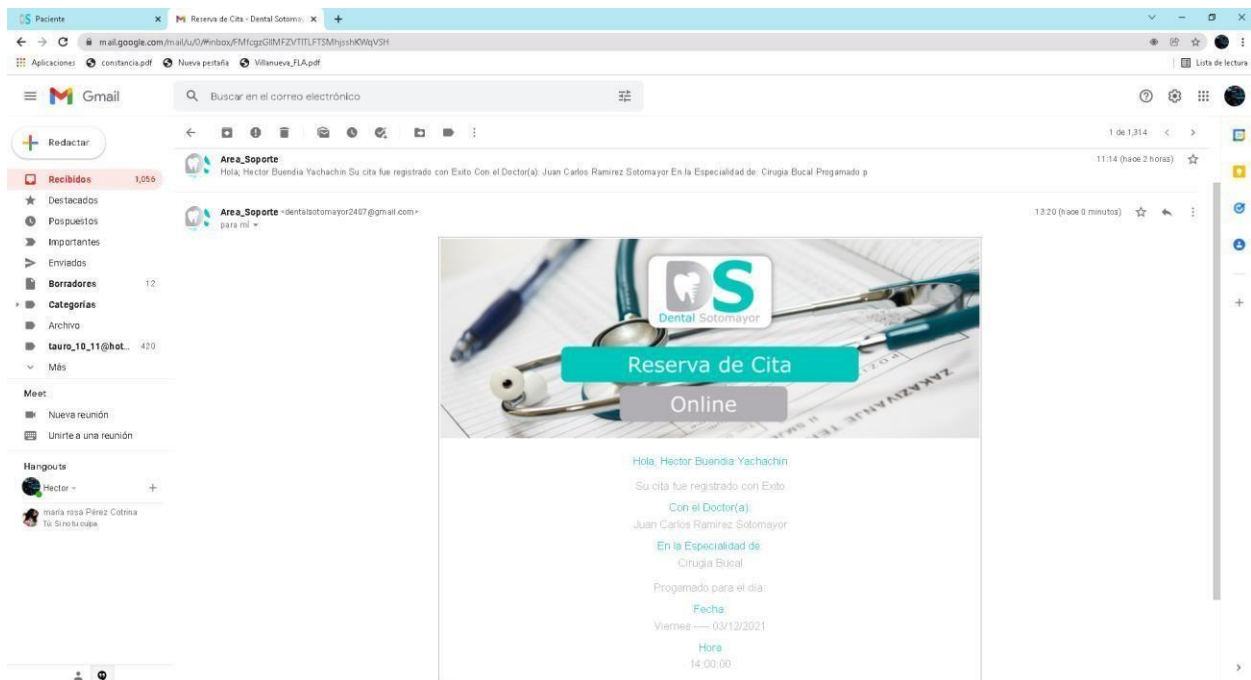 Paciente
Reserva de Cita - Dental Sotomay
mail.google.com/mail/u/0/#inbox/
Aplicaciones constancia.pdf Nueva pestaña Villanueva_FLA.pdf Lista de lectura
Gmail
Buscar en el correo electrónico
Redactar
1 de 1,314
Recibidos 1,056
Destacados
Pospuestos
Importantes
Enviados
Borradores 12
Categorías
Archivo
tauro_10_11@hot... 420
Más
Meet
Nueva reunión
Unirte a una reunión
Hangouts
Hector
maría rosa Pérez Cotrina
Tú: Si no tu culpa
Area_Soporte 11:14 (hace 2 horas)
Hola; Hector Buendia Yachachin Su cita fue registrado con Exito Con el Doctor(a): Juan Carlos Ramirez Sotomayor En la Especialidad de: Cirugia Bucal Progamado p
Area_Soporte <dentalsotomayor2407@gmail.com> 13:20 (hace 0 minutos)
para mí
DS
Dental Sotomayor
Reserva de Cita
Online
ZAKAZIVANJE
Hola; Hector Buendia Yachachin
Su cita fue registrado con Exito
Con el Doctor(a):
Juan Carlos Ramirez Sotomayor
En la Especialidad de:
Cirugia Bucal
Progamado para el día:
Fecha
Viernes ---- 03/12/2021
Hora
14:00:00